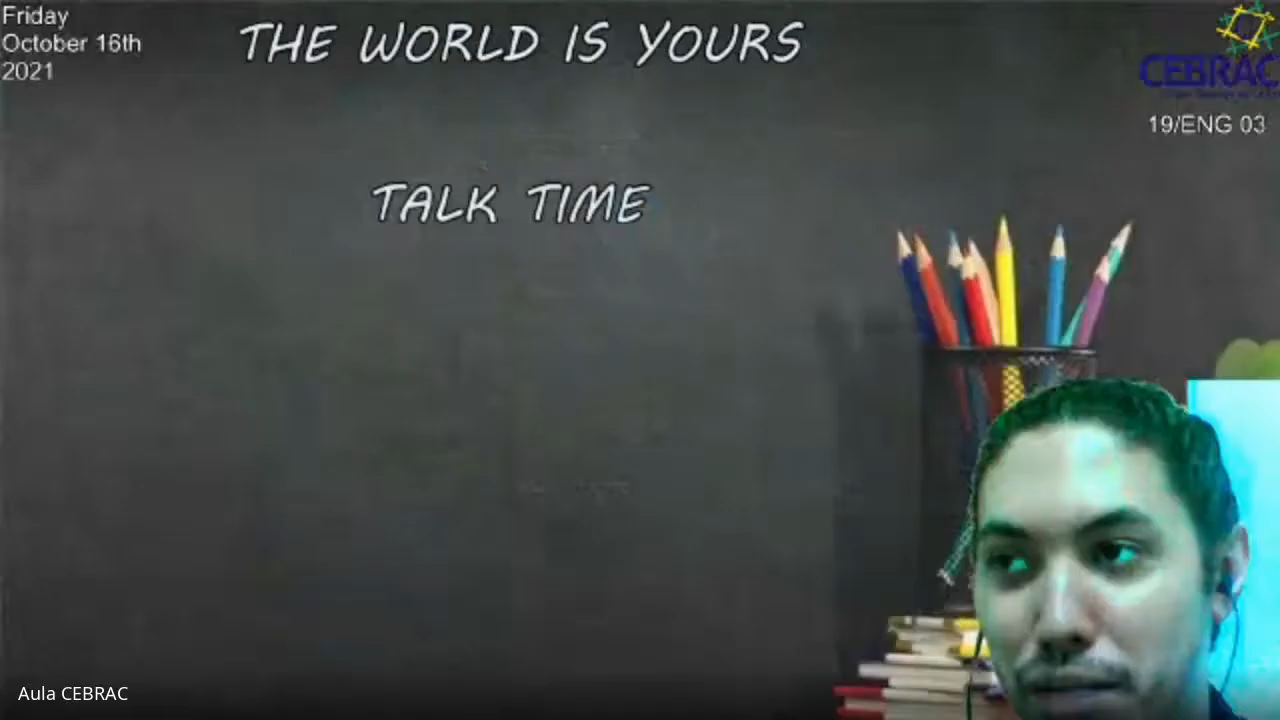 Friday
October 16th
2021
THE WORLD IS YOURS
CEBRAC
19/ENG 03
TALK TIME
Aula CEBRAC